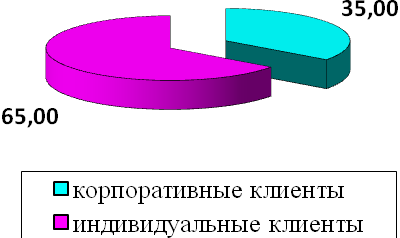 35,00
65,00
корпоративные клиенты
индивидуальные клиенты